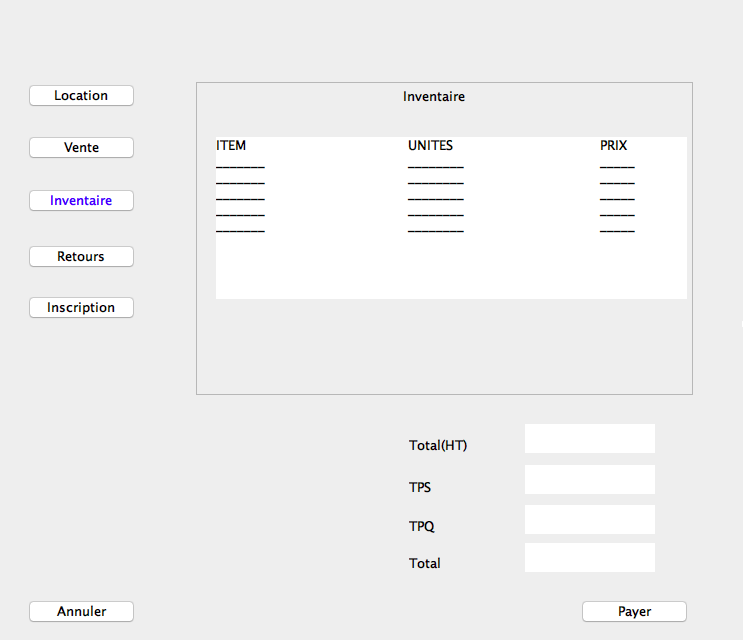 Location
Vente
Inventaire
Retours
Inscription
Inventaire
ITEM UNITES PRIX
_______ ________ _____
_______ ________ _____
_______ ________ _____
_______ ________ _____
_______ ________ _____
Total(HT)
TPS
TPQ
Total
Annuler
Payer